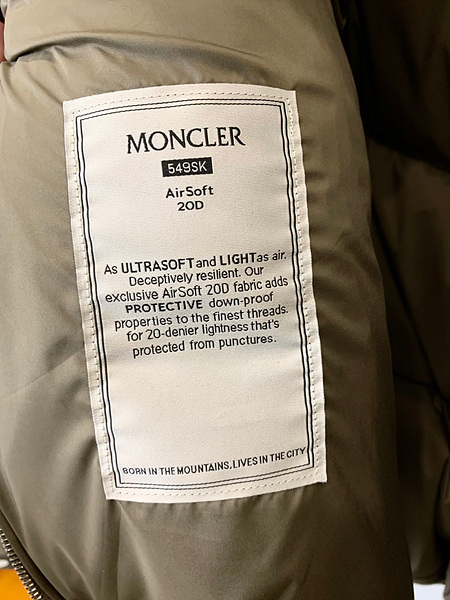 MONCLER
549SK
AirSoft
20D
As ULTRASOFT and LIGHT as air.
Deceptively resilient. Our
exclusive AirSoft 20D fabric adds
PROTECTIVE down-proof
properties to the finest threads.
for 20-denier lightness that's
protected from punctures.
BORN IN THE MOUNTAINS, LIVES IN THE CITY